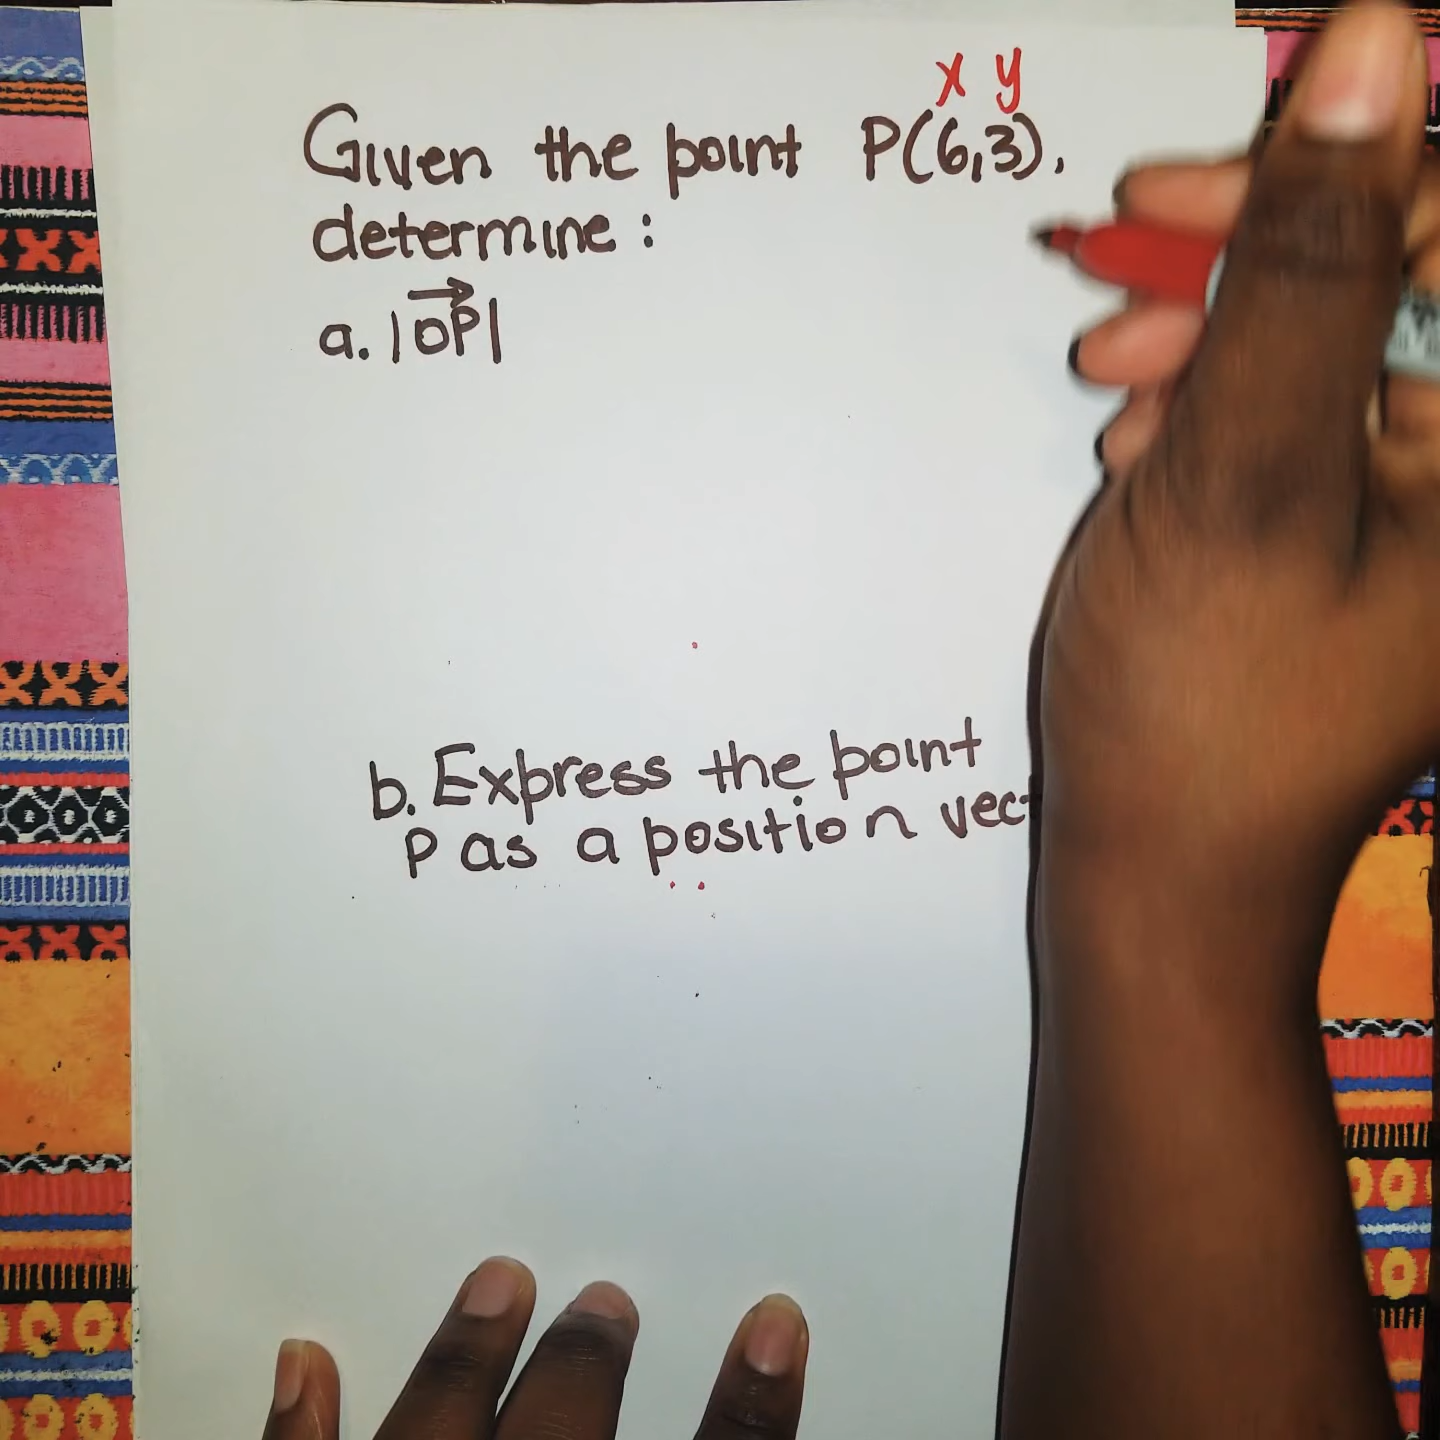 x y
Given the point P(6,3),
determine:
a. |OP|
b. Express the point
P as a position